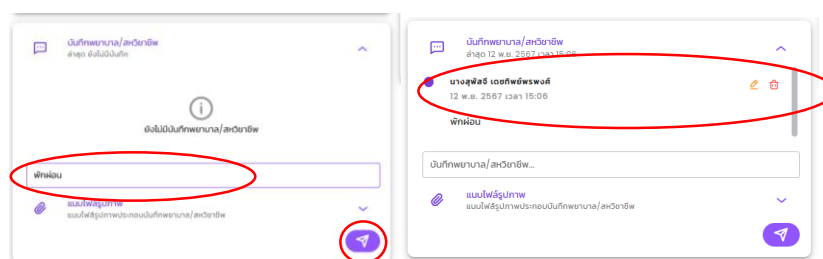 บันทึกพยาบาล/สหวิชาชีพ
ล่าสุด ยังไม่มีบันทึก
ยังไม่มีบันทึกพยาบาล/สหวิชาชีพ
พักผ่อน
แนบไฟล์รูปภาพ
แนบไฟล์รูปภาพประกอบบันทึกพยาบาล/สหวิชาชีพ
บันทึกพยาบาล/สหวิชาชีพ
ล่าสุด 12 พ.ย. 2567 เวลา 15:06
นางสุพัสจี เดชทิพย์พรพงศ์
12 พ.ย. 2567 เวลา 15:06
พักผ่อน
บันทึกพยาบาล/สหวิชาชีพ...
แนบไฟล์รูปภาพ
แนบไฟล์รูปภาพประกอบบันทึกพยาบาล/สหวิชาชีพ